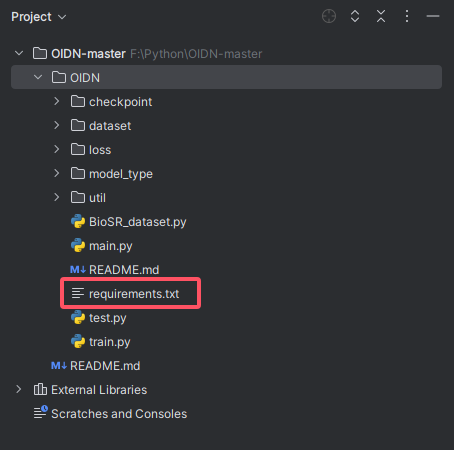 Project
OIDN-master F:\Python\OIDN-master
OIDN
checkpoint
dataset
loss
model_type
util
BioSR_dataset.py
main.py
M↓ README.md
requirements.txt
test.py
train.py
M↓ README.md
External Libraries
Scratches and Consoles